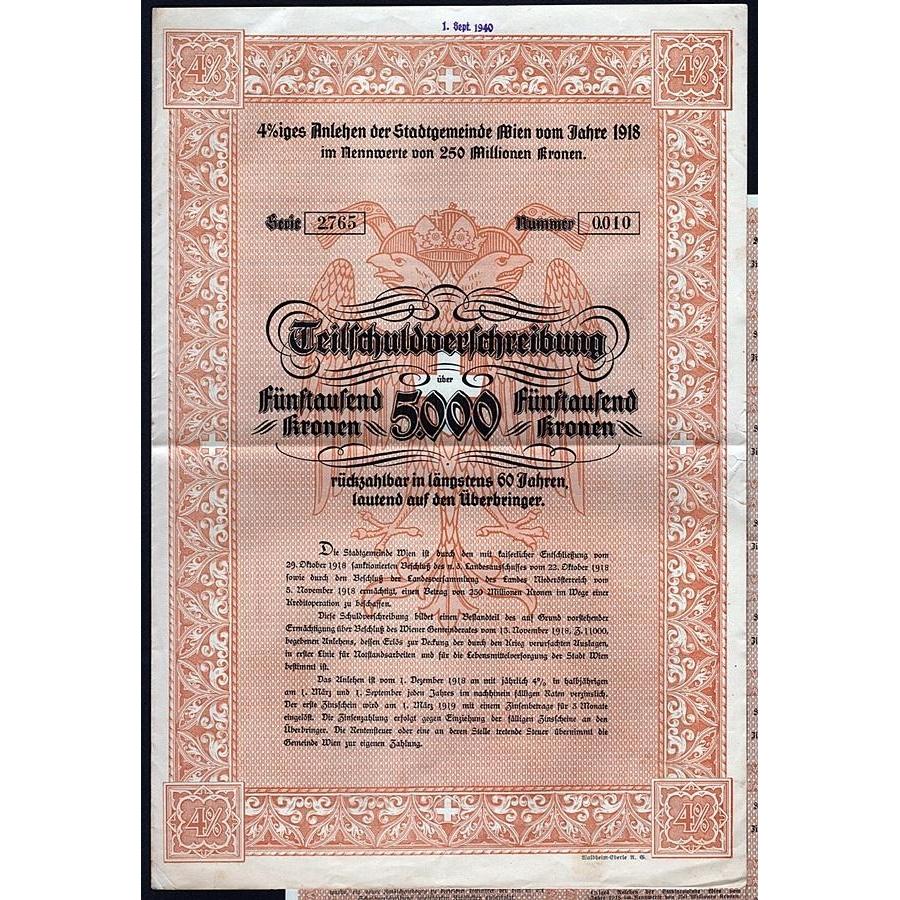 1. Sept. 1940
4% 4%
4%iges Anlehen der Stadtgemeinde Wien vom Jahre 1918
im Nennwerte von 250 Millionen Kronen.
Serie 2765 Nummer 0.010
Teilschuldverschreibung
über
Fünftausend 5.000 Fünftausend
Kronen Kronen
rückzahlbar in längstens 60 Jahren,
lautend auf den Überbringer.
Die Stadtgemeinde Wien ist durch den mit kaiserlicher Entschließung vom
29. Oktober 1918 sanktionierten Beschluß des n. ö. Landesausschusses vom 22. Oktober 1918
sowie durch den Beschluß der Landesversammlung des Landes Niederösterreich vom
5. November 1918 ermächtigt, einen Betrag von 250 Millionen Kronen im Wege einer
Kreditoperation zu beschaffen.
Diese Schuldverschreibung bildet einen Bestandteil des auf Grund vorstehender
Ermächtigung über Beschluß des Wiener Gemeinderates vom 13. November 1918, Z. 11000,
begebenen Anlehens, dessen Erlös zur Deckung der durch den Krieg verursachten Auslagen,
in erster Linie für Notstandsarbeiten und für die Lebensmittelversorgung der Stadt Wien
bestimmt ist.
Das Anlehen ist vom 1. Dezember 1918 an mit jährlich 4% in halbjährigen
am 1. März und 1. September jeden Jahres im nachhinein fälligen Raten verzinslich.
Der erste Zinsschein wird am 1. März 1919 mit einem Zinsenbetrage für 3 Monate
eingelöst. Die Zinsenzahlung erfolgt gegen Einziehung der fälligen Zinsscheine an den
Überbringer. Die Rentensteuer oder eine an deren Stelle tretende Steuer übernimmt die
Gemeinde Wien zur eigenen Zahlung.
4% 4%
Waldheim-Eberle A. G.